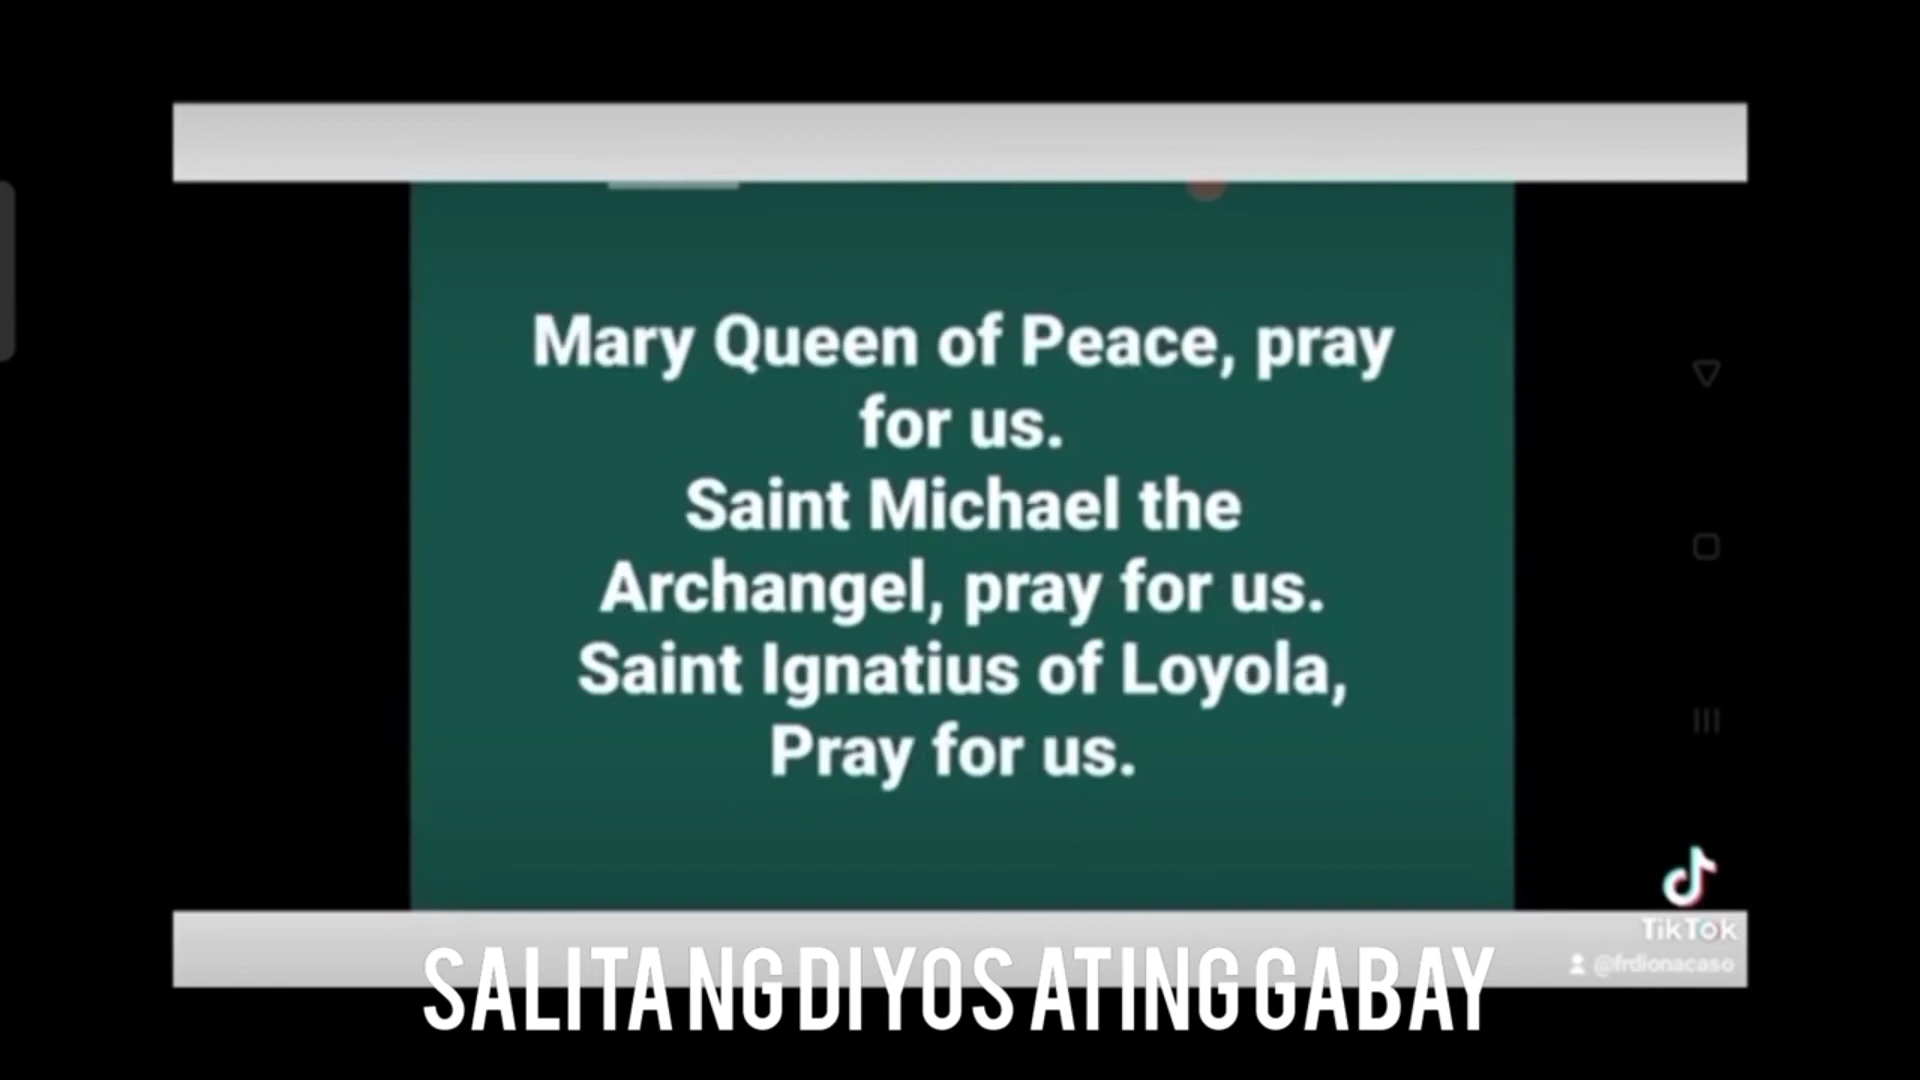 Mary Queen of Peace, pray
for us.
Saint Michael the
Archangel, pray for us.
Saint Ignatius of Loyola,
Pray for us.
TikTok
@frdionacaso
SALITA NG DIYOS ATING GABAY